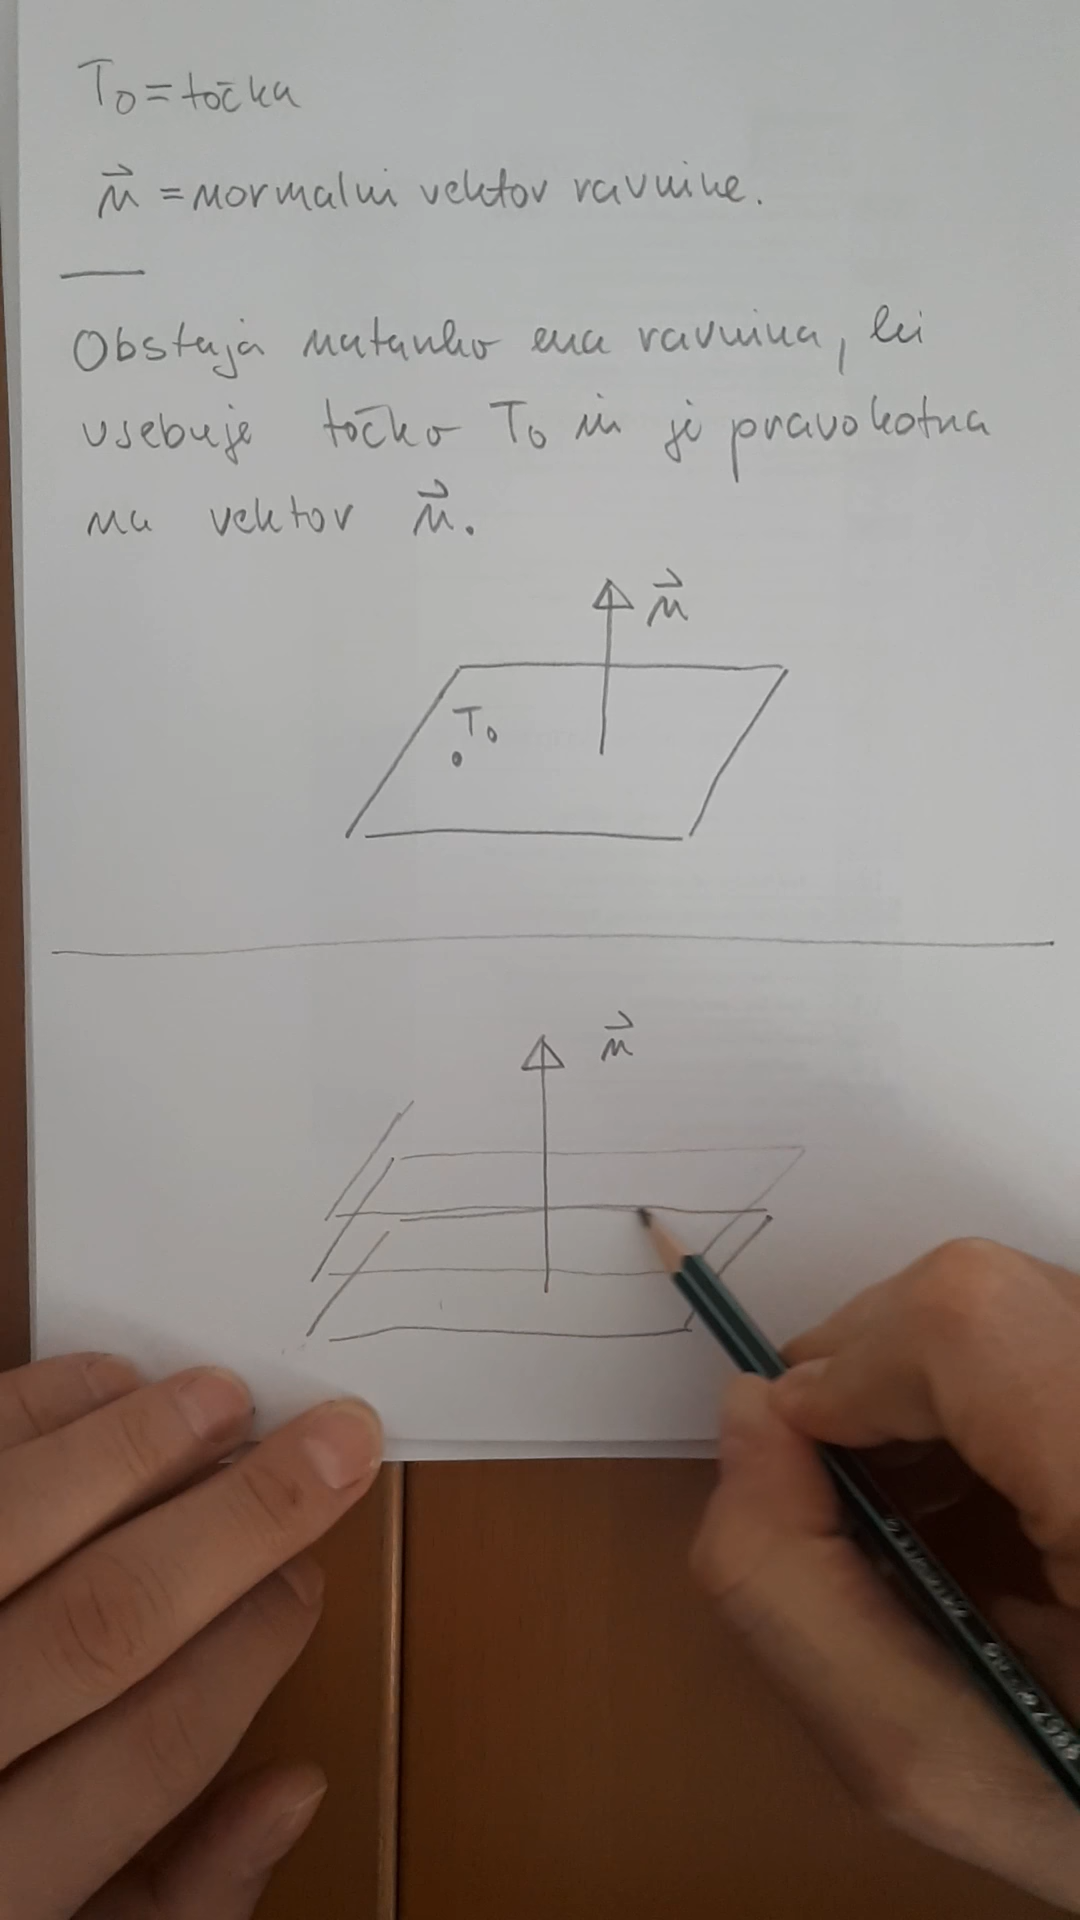 T₀ = točka
n⃗ = normalni vektor ravnine.
Obstaja natanko ena ravnina, ki
vsebuje točko T₀ in je pravokotna
na vektor n⃗.
n⃗
T₀
n⃗